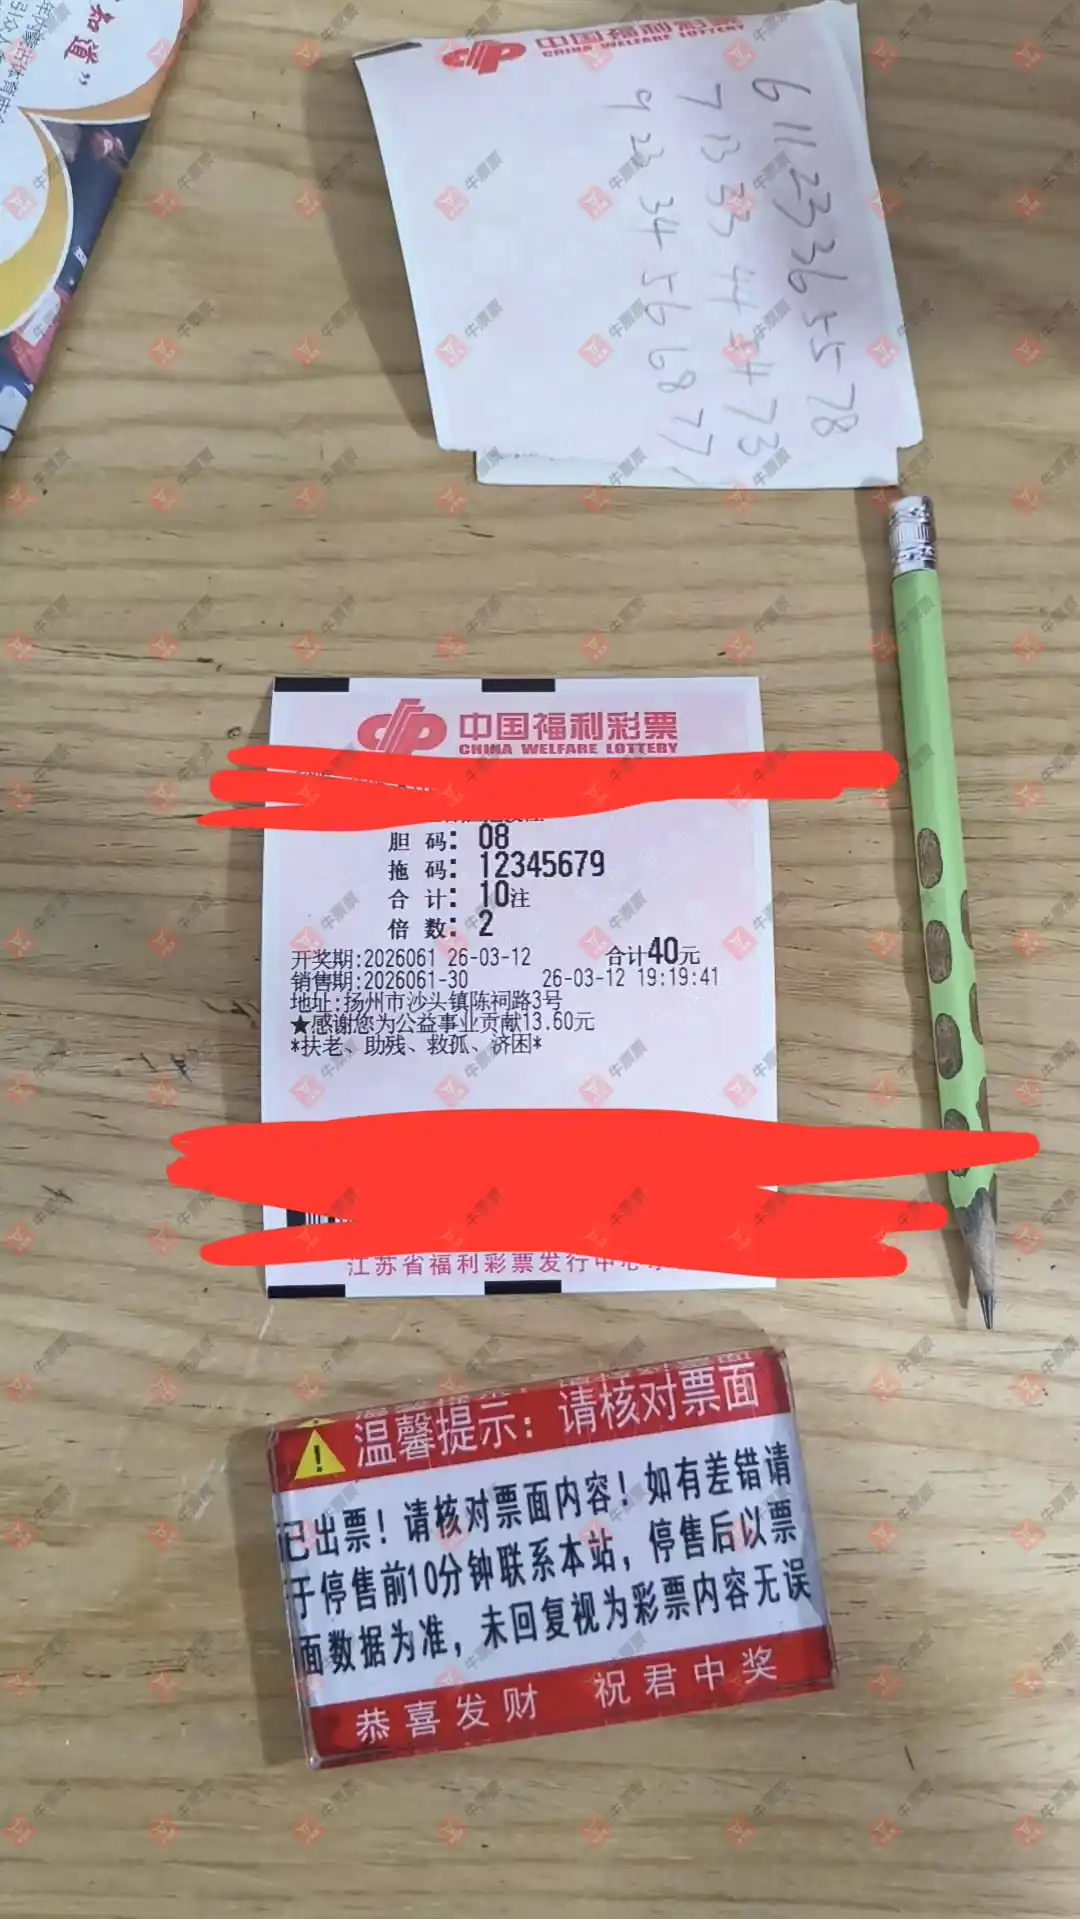 知道”
中国福利彩票
CHINA WELFARE LOTTERY
6 11 23 36 55 78
7 13 33 44 54 73
9 23 34 56 68 77
中国福利彩票
CHINA WELFARE LOTTERY
胆 码: 08
拖 码: 12345679
合 计: 10注
倍 数: 2
开奖期:2026061 26-03-12 合计40元
销售期:2026061-30 26-03-12 19:19:41
地址:扬州市沙头镇陈祠路3号
★感谢您为公益事业贡献13.60元
*扶老、助残、救孤、济困*
江苏省福利彩票发行中心
温馨提示：请核对票面
已出票！请核对票面内容！如有差错请
于停售前10分钟联系本站，停售后以票
面数据为准，未回复视为彩票内容无误
恭喜发财 祝君中奖
牛票票